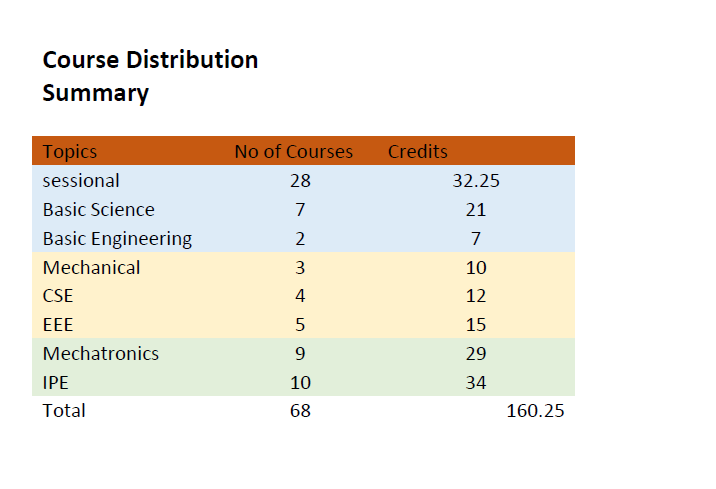 Course Distribution
Summary
Topics No of Courses Credits
sessional 28 32.25
Basic Science 7 21
Basic Engineering 2 7
Mechanical 3 10
CSE 4 12
EEE 5 15
Mechatronics 9 29
IPE 10 34
Total 68 160.25